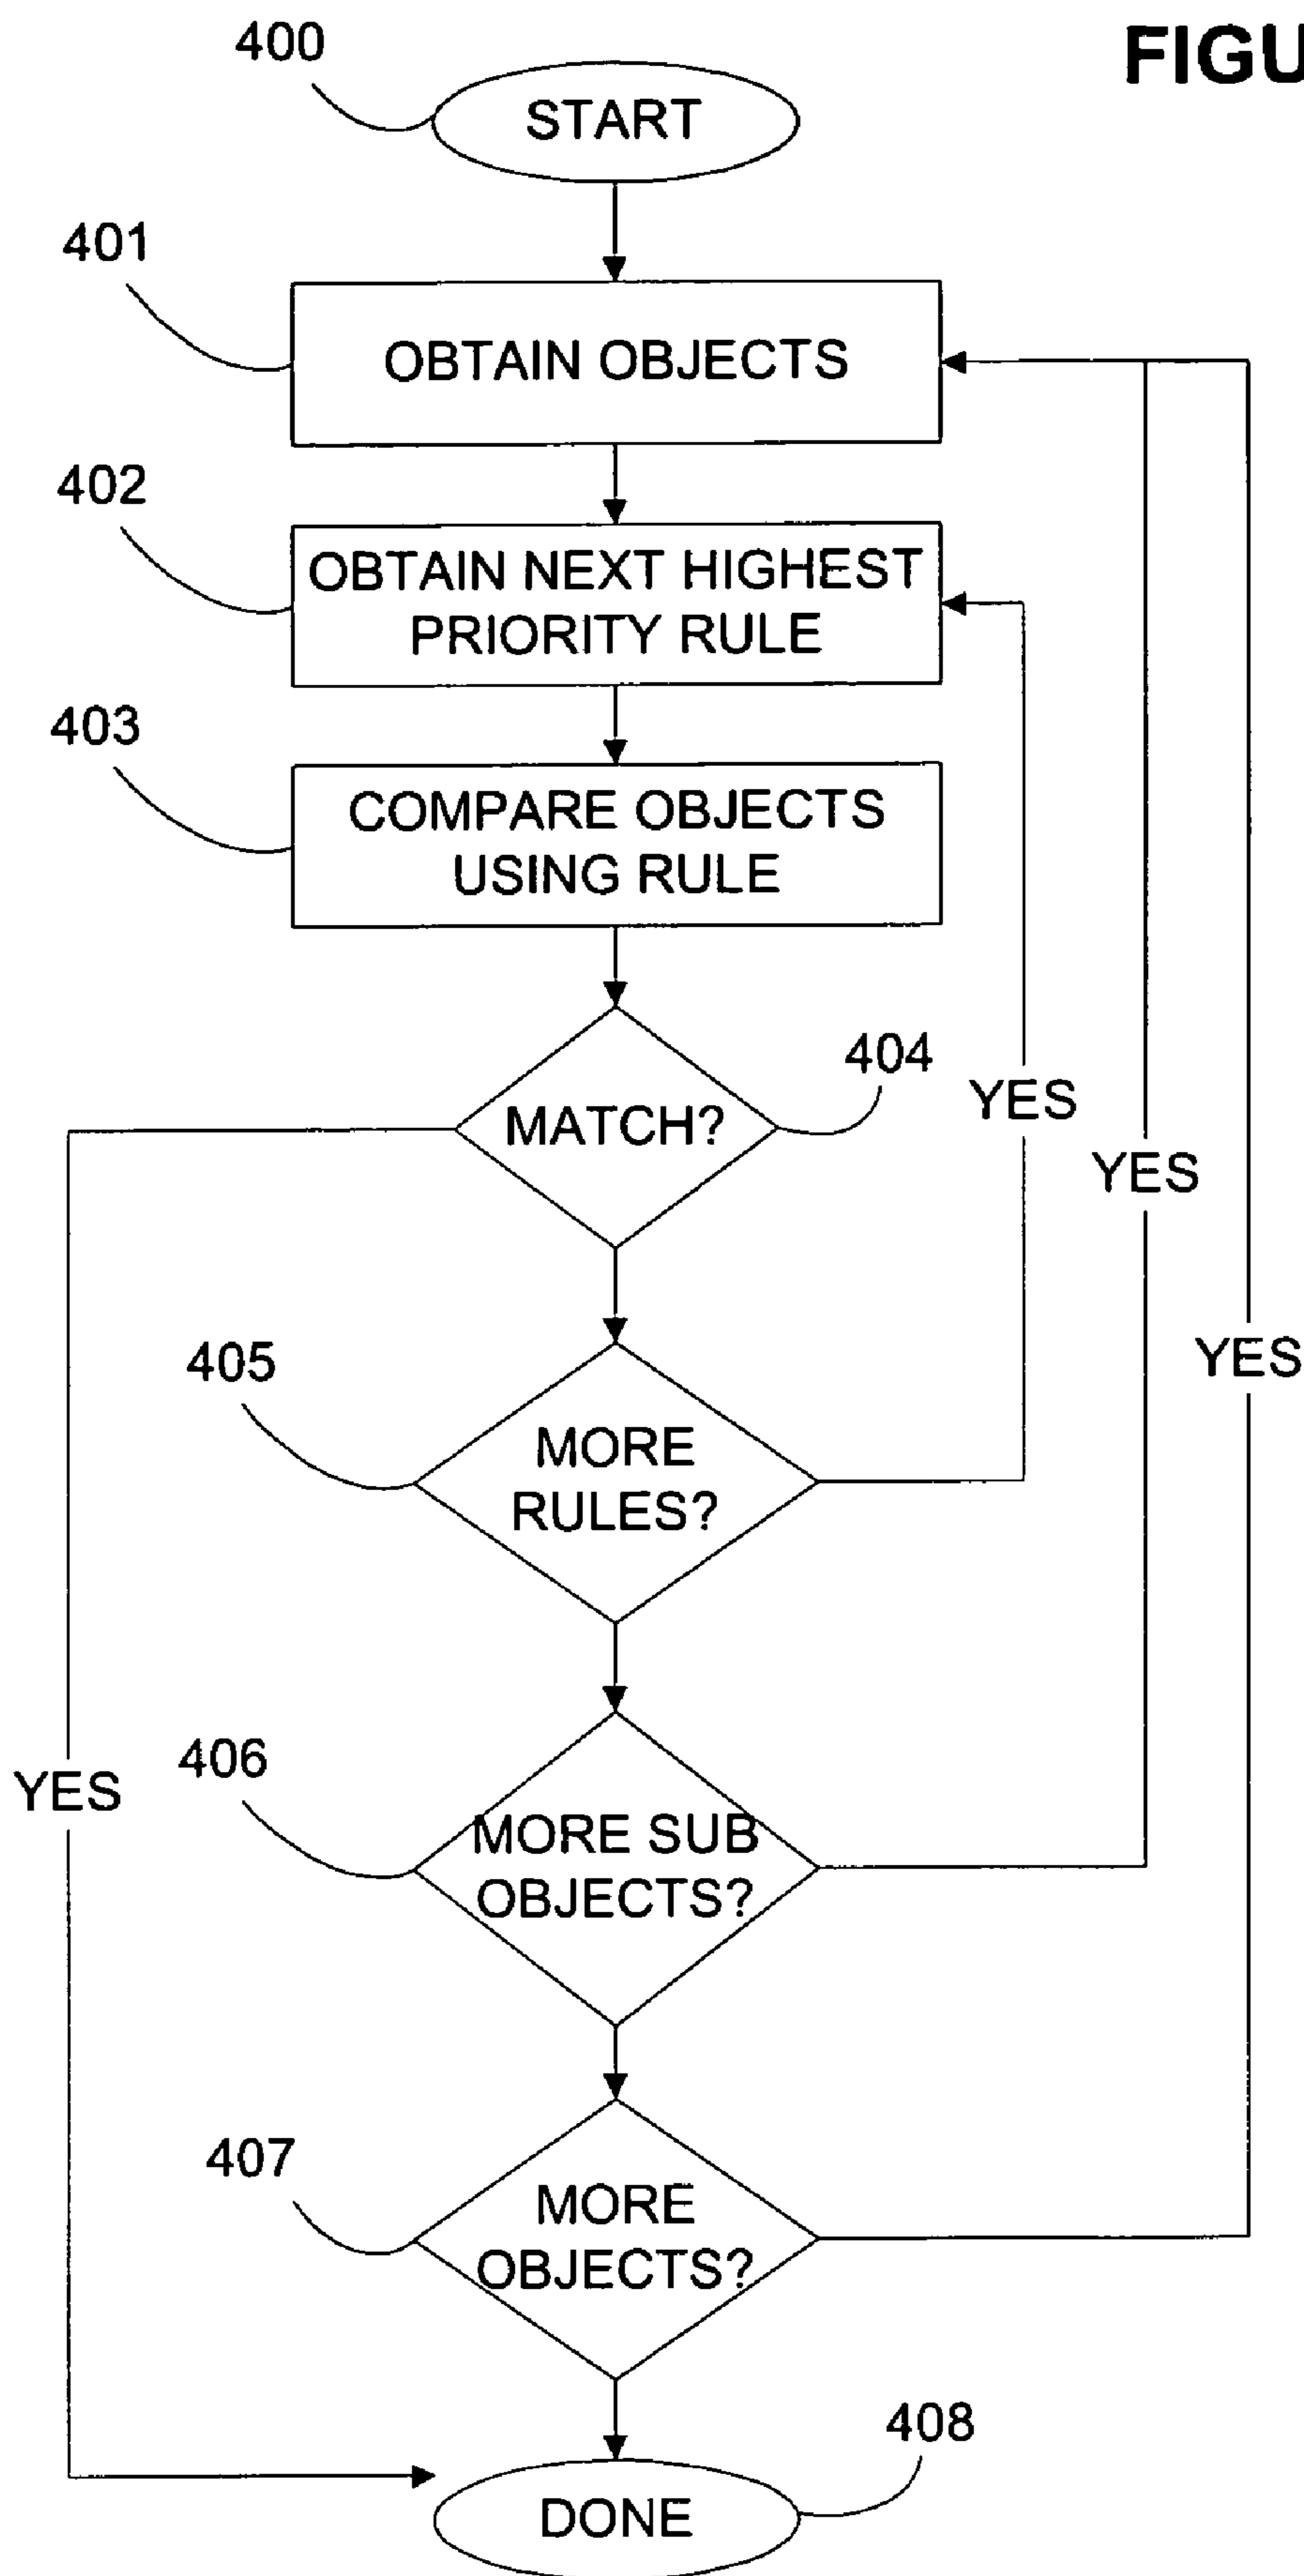 FIGU
400
START
401
OBTAIN OBJECTS
402
OBTAIN NEXT HIGHEST
PRIORITY RULE
403
COMPARE OBJECTS
USING RULE
404
MATCH?
YES
YES
405
MORE
RULES?
YES
406
MORE SUB
OBJECTS?
YES
407
MORE
OBJECTS?
408
DONE